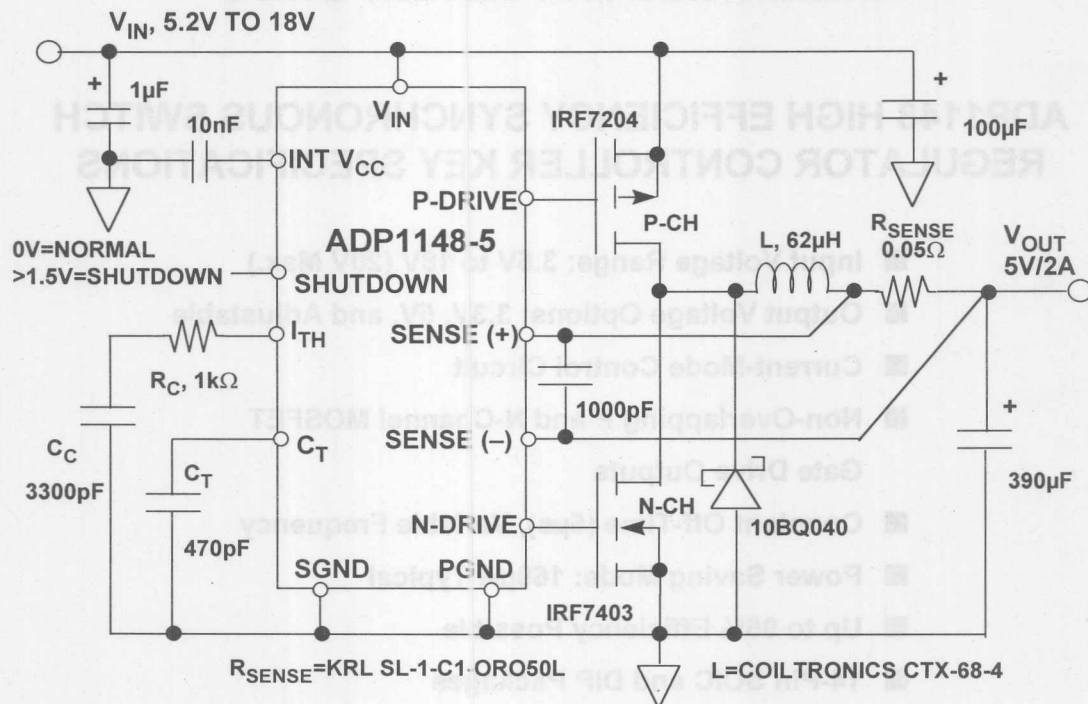 V_IN, 5.2V TO 18V
+
1µF
10nF
V_IN
INT V_CC
IRF7204
+
100µF
P-DRIVE
P-CH
ADP1148-5
0V=NORMAL
>1.5V=SHUTDOWN
SHUTDOWN
L, 62µH
R_SENSE
0.05Ω
V_OUT
5V/2A
I_TH
SENSE (+)
R_C, 1kΩ
1000pF
C_T
SENSE (–)
+
C_C
3300pF
C_T
470pF
390µF
N-CH
10BQ040
N-DRIVE
SGND
PGND
IRF7403
R_SENSE=KRL SL-1-C1-ORO50L
L=COILTRONICS CTX-68-4